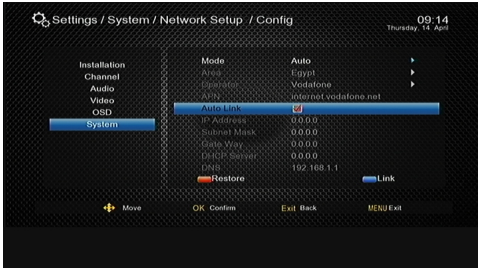 Settings / System / Network Setup / Config
09:14
Thursday, 14 April
Installation
Channel
Audio
Video
OSD
System
Mode Auto
Area Egypt
Operator Vodafone
APN internet.vodafone.net
Auto Link
IP Address 0.0.0.0
Subnet Mask 0.0.0.0
Gate Way 0.0.0.0
DHCP Server 0.0.0.0
DNS 192.168.1.1
Restore Link
Move OK Confirm Exit Back MENU Exit